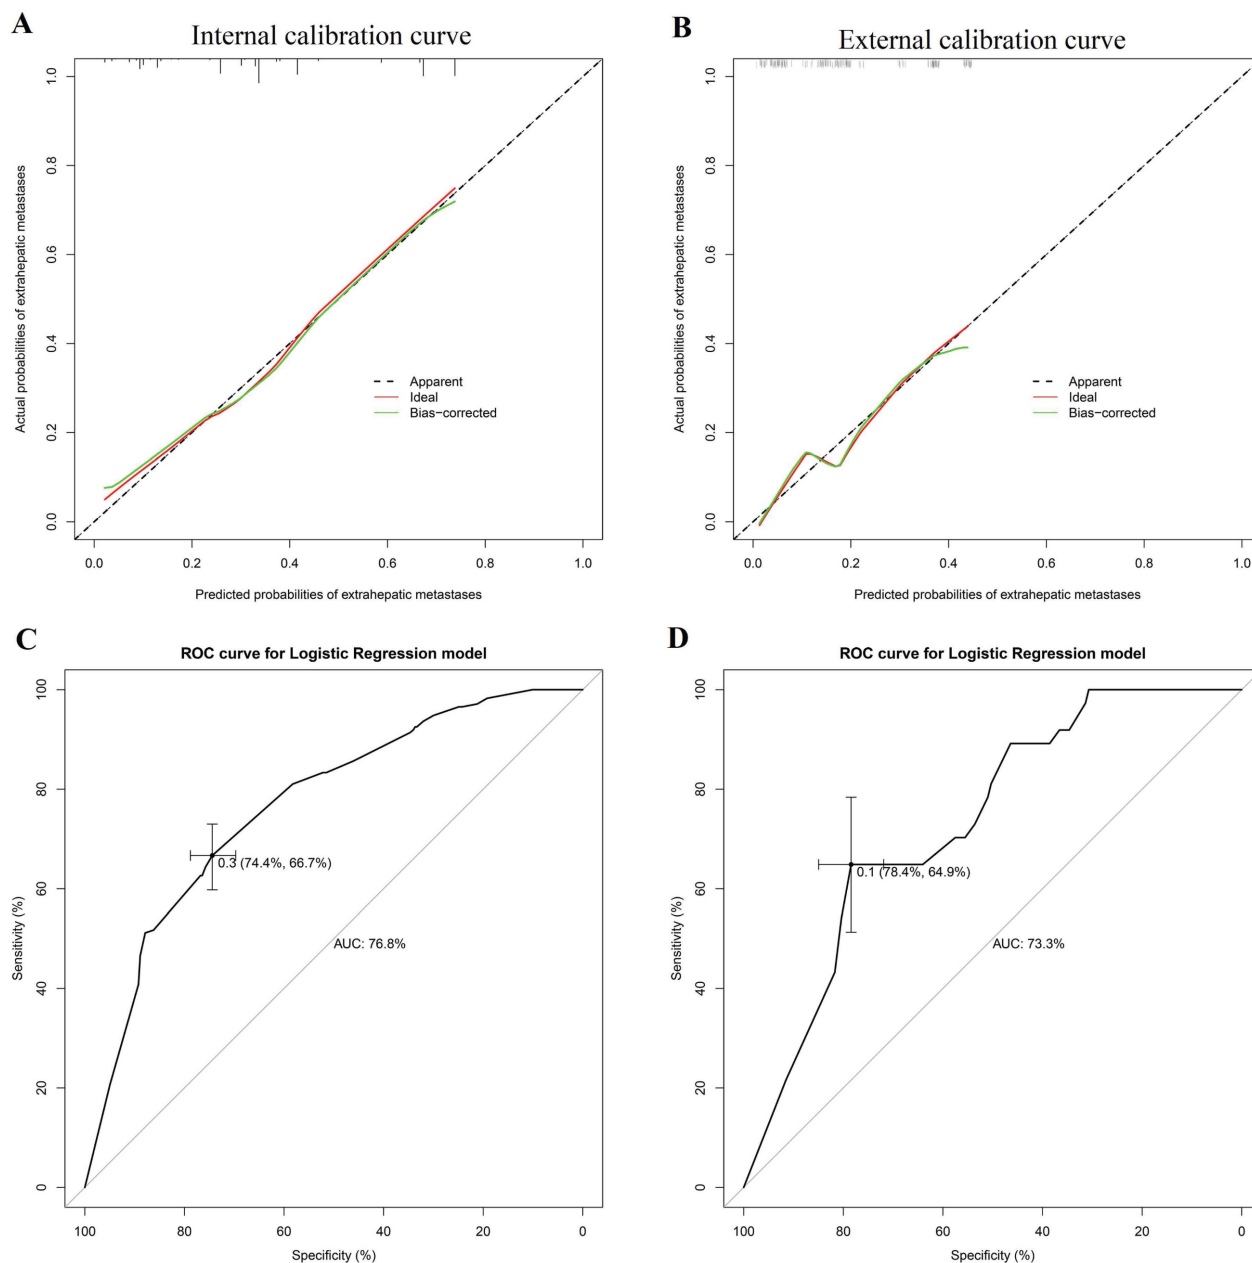 A
Internal calibration curve
1.0
0.8
0.6
0.4
0.2
0.0
Actual probabilities of extrahepatic metastases
Apparent
Ideal
Bias−corrected
0.0 0.2 0.4 0.6 0.8 1.0
Predicted probabilities of extrahepatic metastases
B
External calibration curve
1.0
0.8
0.6
0.4
0.2
0.0
Actual probabilities of extrahepatic metastases
Apparent
Ideal
Bias−corrected
0.0 0.2 0.4 0.6 0.8 1.0
Predicted probabilities of extrahepatic metastases
C
ROC curve for Logistic Regression model
100
80
60
40
20
0
Sensitivity (%)
0.3 (74.4%, 66.7%)
AUC: 76.8%
100 80 60 40 20 0
Specificity (%)
D
ROC curve for Logistic Regression model
100
80
60
40
20
0
Sensitivity (%)
0.1 (78.4%, 64.9%)
AUC: 73.3%
100 80 60 40 20 0
Specificity (%)